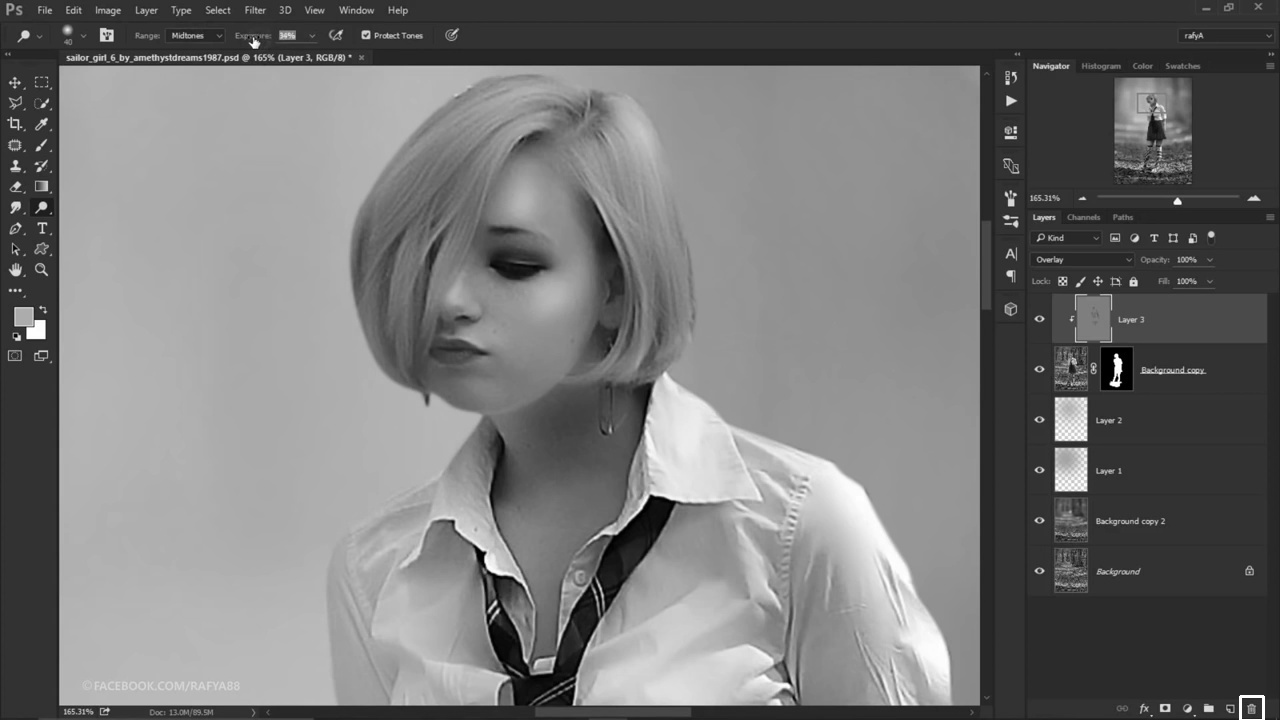 Ps File Edit Image Layer Type Select Filter 3D View Window Help
40 Range: Midtones Exposure: 34% Protect Tones rafyA
sailor_girl_6_by_amethystdreams1987.psd @ 165% (Layer 3, RGB/8) *
Navigator Histogram Color Swatches
165.31%
Layers Channels Paths
Kind
Overlay Opacity: 100%
Lock: Fill: 100%
Layer 3
Background copy
Layer 2
Layer 1
Background copy 2
Background
©FACEBOOK.COM/RAFYA88
165.31% Doc: 13.0M/89.5M